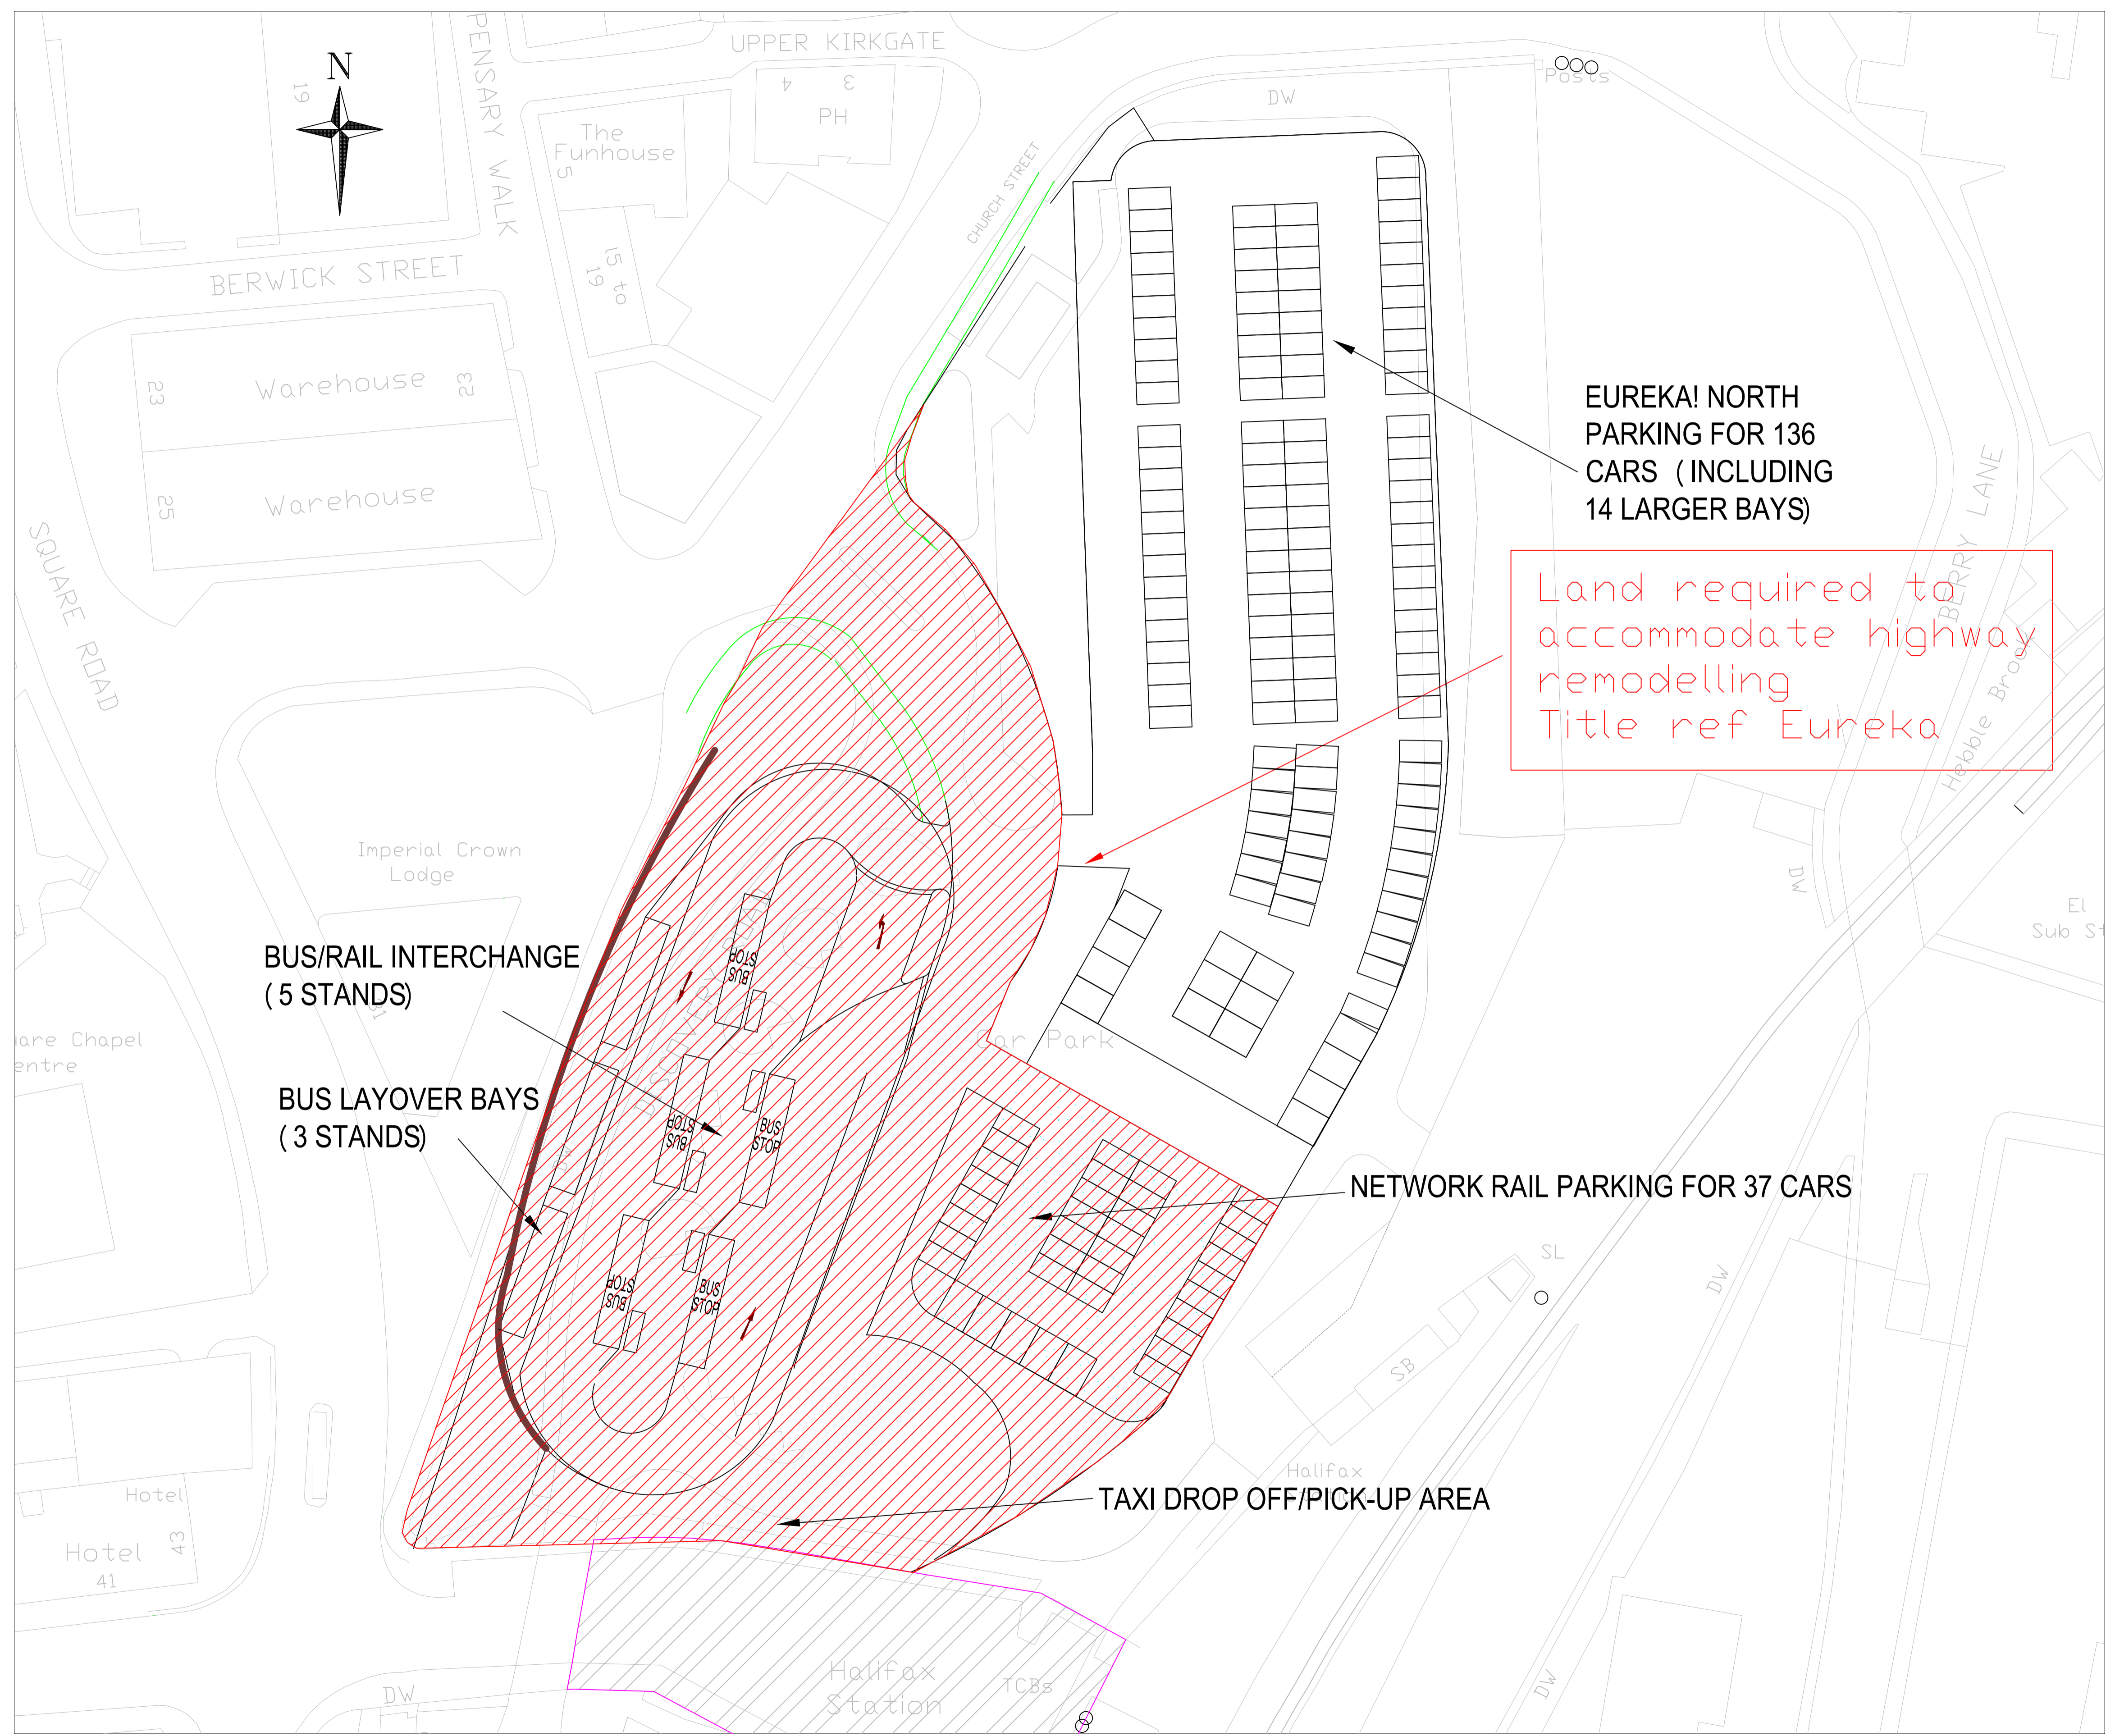 UPPER KIRKGATE
PENSARY WALK
N
19
The
Funhouse
5
4
3
PH
DW
Posts
CHURCH STREET
15 to
19
BERWICK STREET
23
Warehouse
23
25
Warehouse
SQUARE ROAD
EUREKA! NORTH
PARKING FOR 136
CARS ( INCLUDING
14 LARGER BAYS)
BERRY LANE
Land required to
accommodate highway
remodelling
Title ref Eureka
Hebble Brook
Imperial Crown
Lodge
31
DW
El
Sub St
BUS/RAIL INTERCHANGE
( 5 STANDS)
BUS
STOP
DISCOVERY ROAD
Car Park
uare Chapel
entre
BUS LAYOVER BAYS
( 3 STANDS)
DW
BUS
STOP
BUS
STOP
NETWORK RAIL PARKING FOR 37 CARS
SL
DW
BUS
STOP
BUS
STOP
SB
Halifax
TAXI DROP OFF/PICK-UP AREA
Hotel
Hotel
43
41
Halifax
Station
TCBs
DW
DW